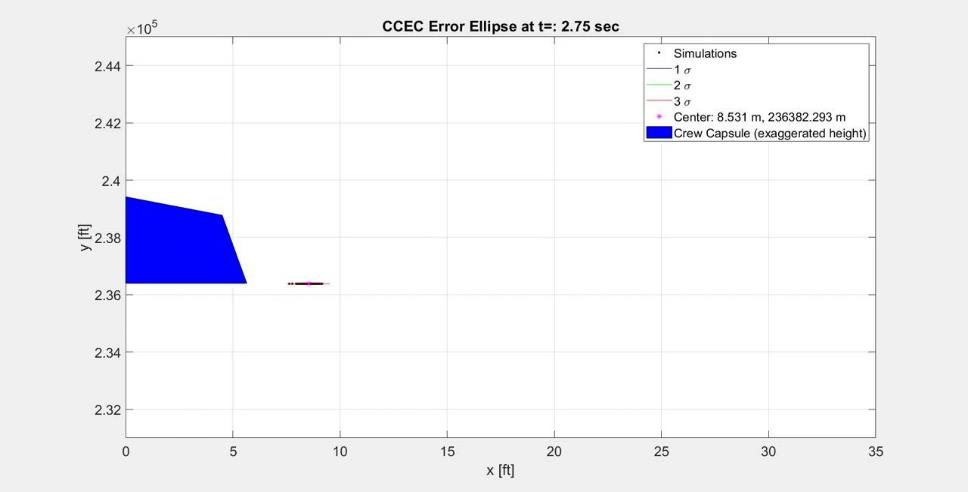 CCEC Error Ellipse at t=: 2.75 sec
×10⁵
2.44
2.42
2.4
2.38
2.36
2.34
2.32
y [ft]
0 5 10 15 20 25 30 35
x [ft]
Simulations
1 σ
2 σ
3 σ
Center: 8.531 m, 236382.293 m
Crew Capsule (exaggerated height)